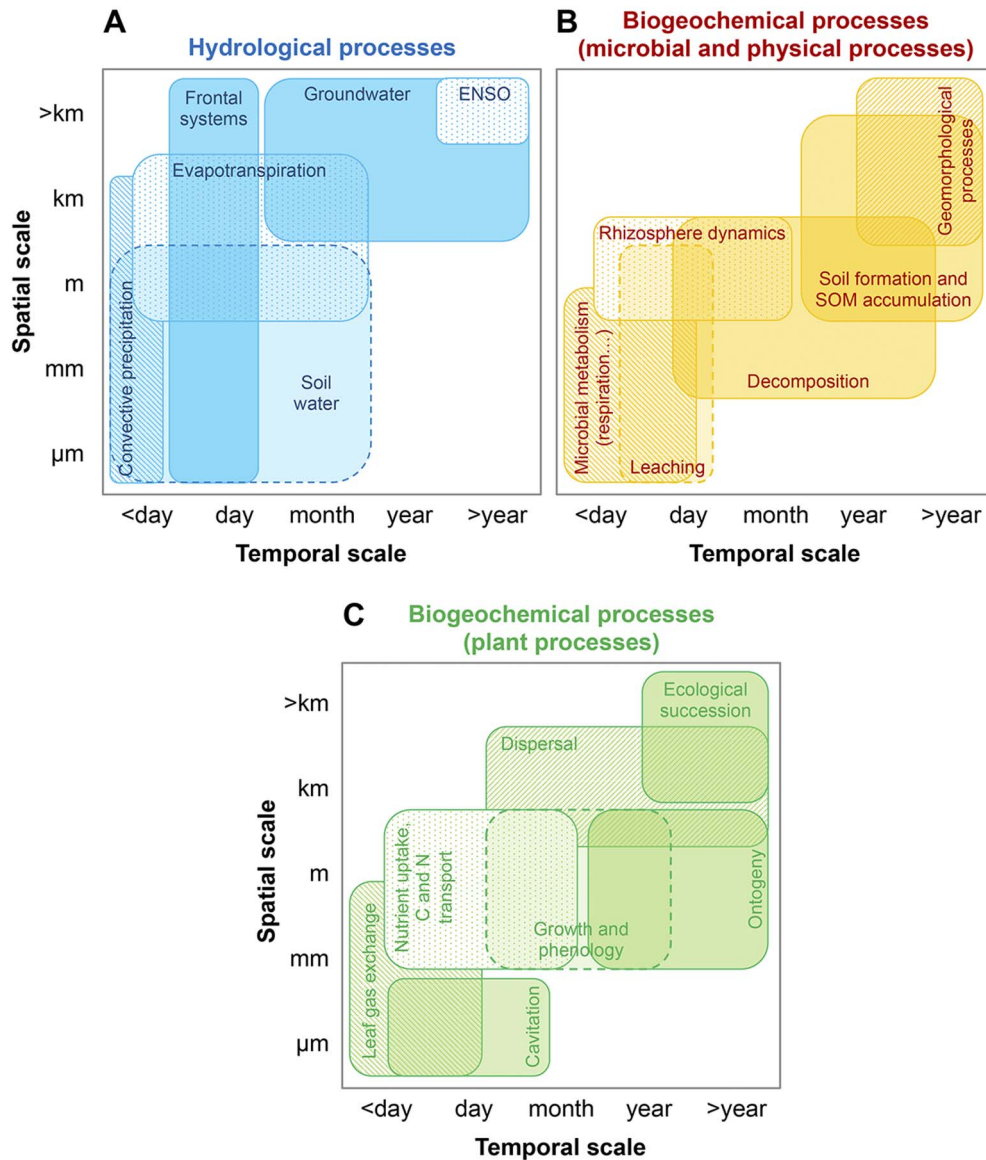 A
Hydrological processes
Spatial scale
>km
km
m
mm
µm
Frontal
systems
Groundwater
ENSO
Evapotranspiration
Convective precipitation
Soil
water
<day
day
month
year
>year
Temporal scale
B
Biogeochemical processes
(microbial and physical processes)
Geomorphological
processes
Rhizosphere dynamics
Soil formation and
SOM accumulation
Microbial metabolism
(respiration...)
Decomposition
Leaching
<day
day
month
year
>year
Temporal scale
C
Biogeochemical processes
(plant processes)
Spatial scale
>km
km
m
mm
µm
Ecological
succession
Dispersal
Nutrient uptake,
C and N
transport
Ontogeny
Growth and
phenology
Leaf gas exchange
Cavitation
<day
day
month
year
>year
Temporal scale